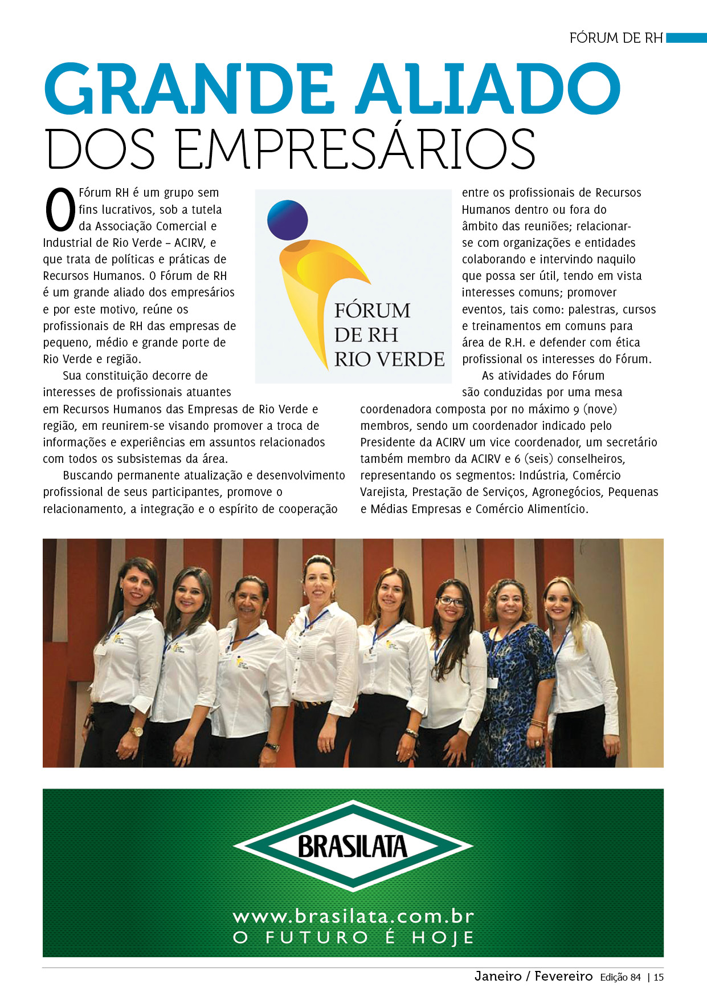 FÓRUM DE RH
GRANDE ALIADO
DOS EMPRESÁRIOS
O Fórum RH é um grupo sem
fins lucrativos, sob a tutela
da Associação Comercial e
Industrial de Rio Verde – ACIRV, e
que trata de políticas e práticas de
Recursos Humanos. O Fórum de RH
é um grande aliado dos empresários
e por este motivo, reúne os
profissionais de RH das empresas de
pequeno, médio e grande porte de
Rio Verde e região.
Sua constituição decorre de
interesses de profissionais atuantes
em Recursos Humanos das Empresas de Rio Verde e
região, em reunirem-se visando promover a troca de
informações e experiências em assuntos relacionados
com todos os subsistemas da área.
Buscando permanente atualização e desenvolvimento
profissional de seus participantes, promove o
relacionamento, a integração e o espírito de cooperação
FÓRUM
DE RH
RIO VERDE
entre os profissionais de Recursos
Humanos dentro ou fora do
âmbito das reuniões; relacionar-
se com organizações e entidades
colaborando e intervindo naquilo
que possa ser útil, tendo em vista
interesses comuns; promover
eventos, tais como: palestras, cursos
e treinamentos em comuns para
área de R.H. e defender com ética
profissional os interesses do Fórum.
As atividades do Fórum
são conduzidas por uma mesa
coordenadora composta por no máximo 9 (nove)
membros, sendo um coordenador indicado pelo
Presidente da ACIRV um vice coordenador, um secretário
também membro da ACIRV e 6 (seis) conselheiros,
representando os segmentos: Indústria, Comércio
Varejista, Prestação de Serviços, Agronegócios, Pequenas
e Médias Empresas e Comércio Alimentício.
BRASILATA
www.brasilata.com.br
O FUTURO É HOJE
Janeiro / Fevereiro Edição 84 | 15